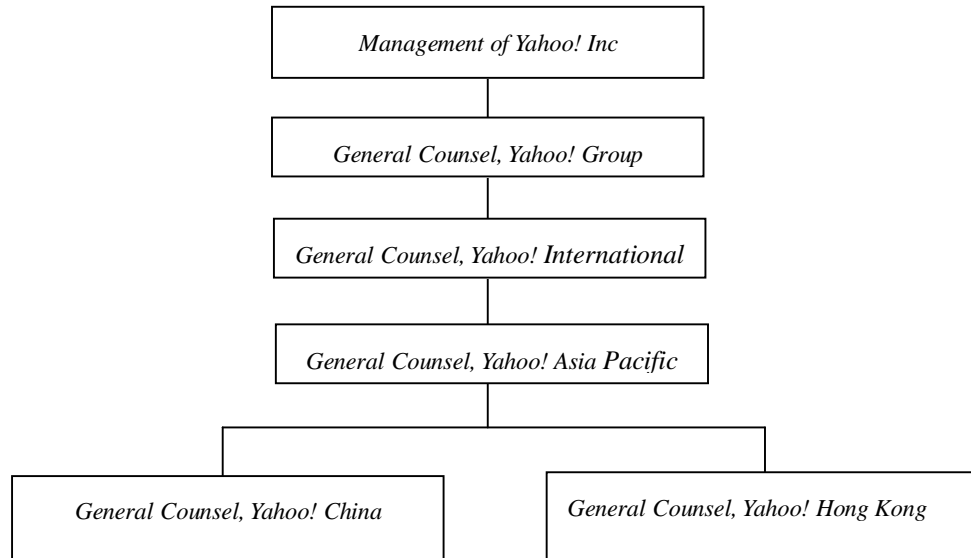 Management of Yahoo! Inc
General Counsel, Yahoo! Group
General Counsel, Yahoo! International
General Counsel, Yahoo! Asia Pacific
General Counsel, Yahoo! China
General Counsel, Yahoo! Hong Kong